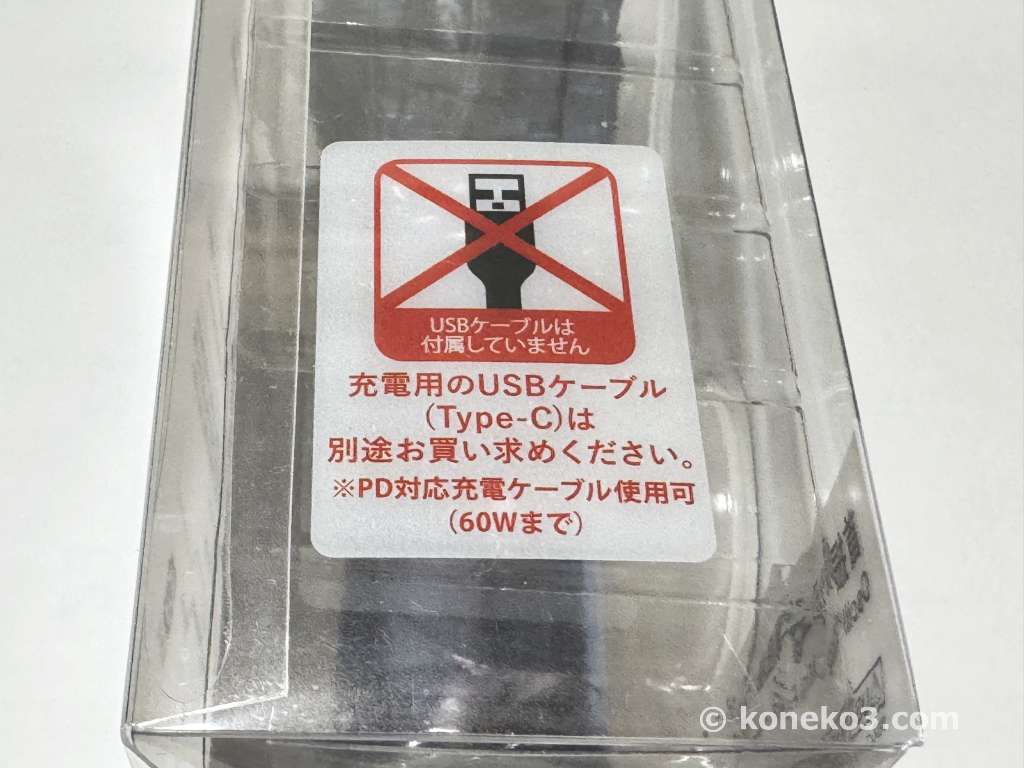 USBケーブルは
付属していません
充電用のUSBケーブル
(Type-C)は
別途お買い求めください。
※PD対応充電ケーブル使用可
(60Wまで)
© koneko3.com